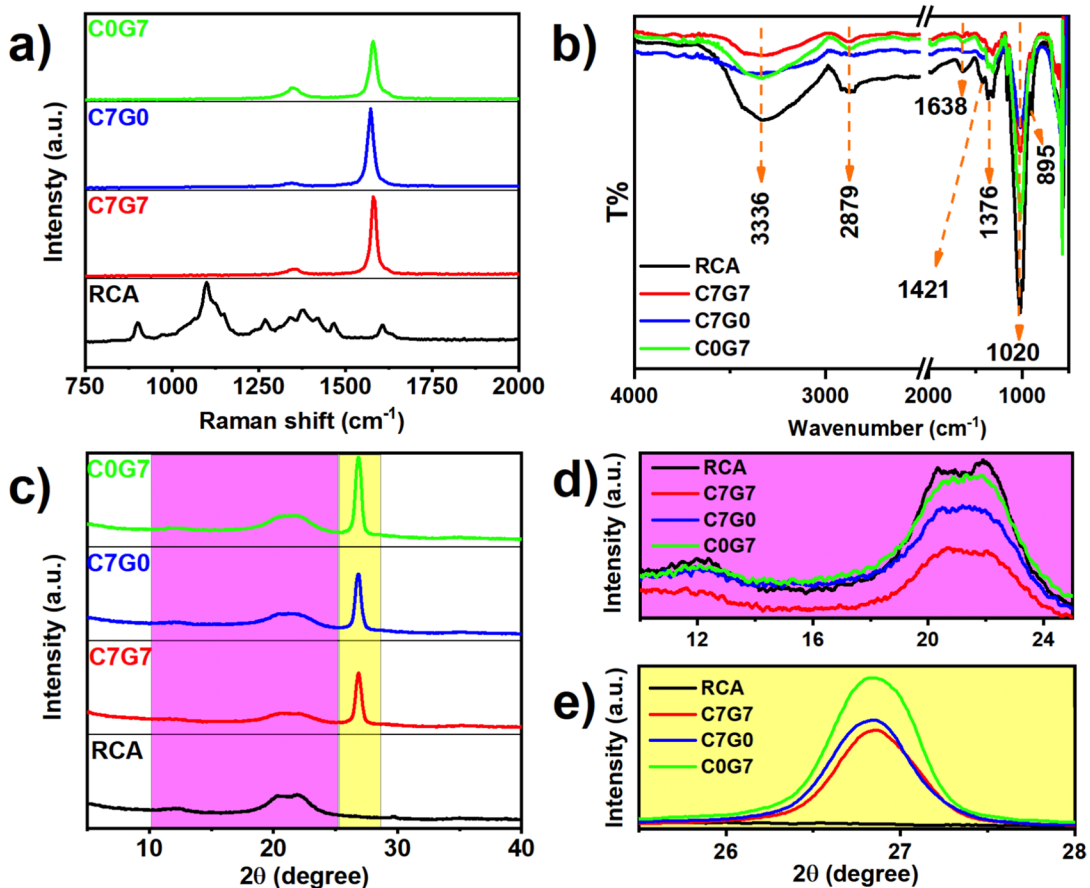 a)
C0G7
C7G0
C7G7
RCA
Intensty (a.u.)
750 1000 1250 1500 1750 2000
Raman shift (cm-1)
b)
1638
3336
2879
1421
1376
1020
895
T%
RCA
C7G7
C7G0
C0G7
4000 3000 2000 2000 1000
Wavenumber (cm-1)
c)
C0G7
C7G0
C7G7
RCA
Intensity (a.u.)
10 20 30 40
2θ (degree)
d)
RCA
C7G7
C7G0
C0G7
Intensity (a.u.)
12 16 20 24
e)
RCA
C7G7
C7G0
C0G7
Intensity (a.u.)
26 27 28
2θ (degree)